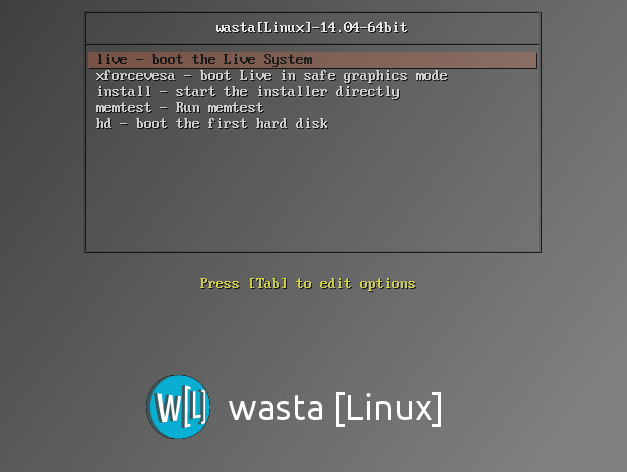 wasta[Linux]-14.04-64bit
live - boot the Live System
xforcevesa - boot Live in safe graphics mode
install - start the installer directly
memtest - Run memtest
hd - boot the first hard disk
Press [Tab] to edit options
W[L] wasta [Linux]